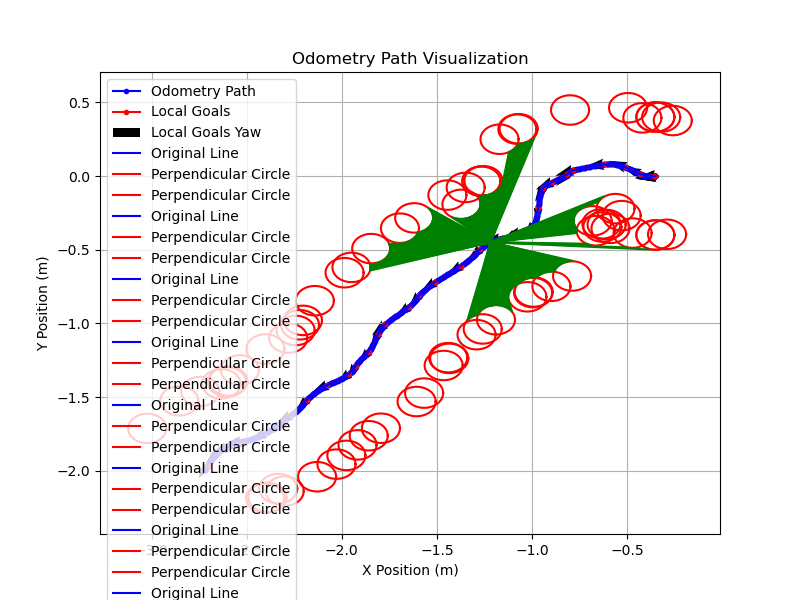 Odometry Path Visualization
Odometry Path
Local Goals
Local Goals Yaw
Original Line
Perpendicular Circle
Perpendicular Circle
Original Line
Perpendicular Circle
Perpendicular Circle
Original Line
Perpendicular Circle
Perpendicular Circle
Original Line
Perpendicular Circle
Perpendicular Circle
Original Line
Perpendicular Circle
Perpendicular Circle
Original Line
Perpendicular Circle
Perpendicular Circle
Original Line
Perpendicular Circle
Perpendicular Circle
Original Line
0.5
0.0
−0.5
−1.0
−1.5
−2.0
Y Position (m)
−2.0 −1.5 −1.0 −0.5
X Position (m)